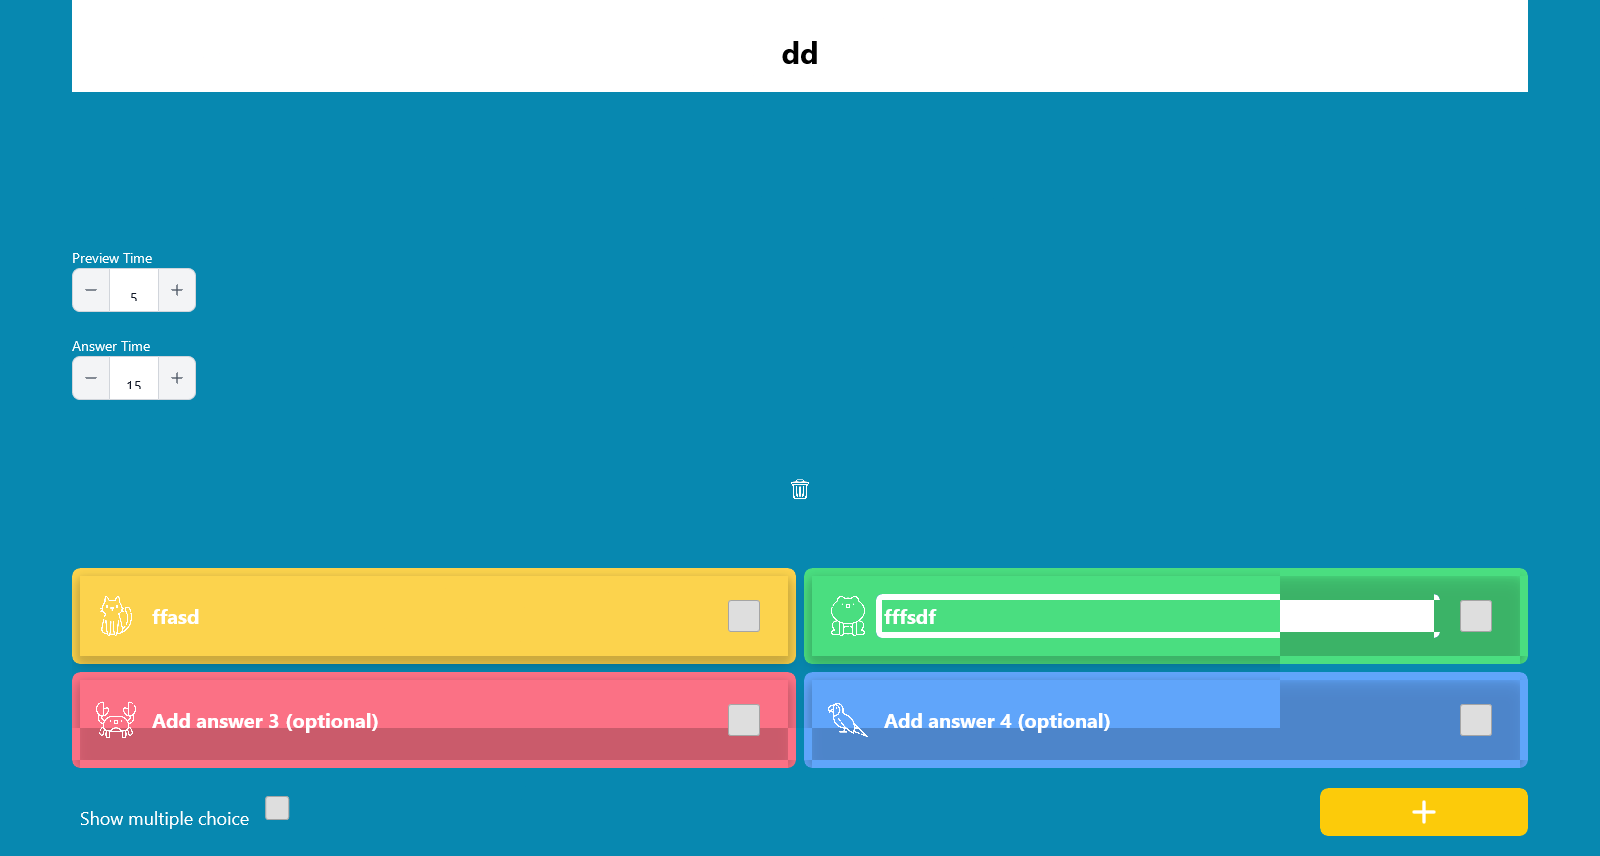 dd
Preview Time
5
Answer Time
15
ffasd
fffsdf
Add answer 3 (optional)
Add answer 4 (optional)
Show multiple choice